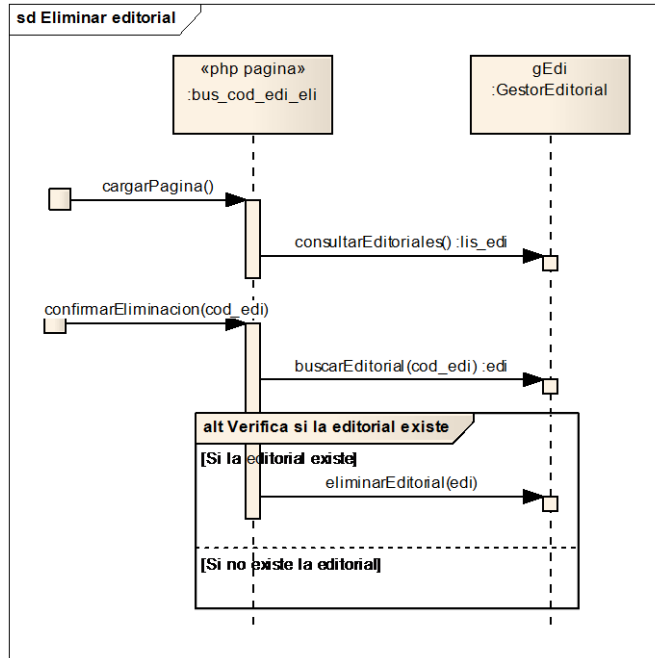 sd Eliminar editorial
«php pagina»
:bus_cod_edi_eli
gEdi
:GestorEditorial
cargarPagina()
consultarEditoriales() :lis_edi
confirmarEliminacion(cod_edi)
buscarEditorial(cod_edi) :edi
alt Verifica si la editorial existe
[Si la editorial existe]
eliminarEditorial(edi)
[Si no existe la editorial]